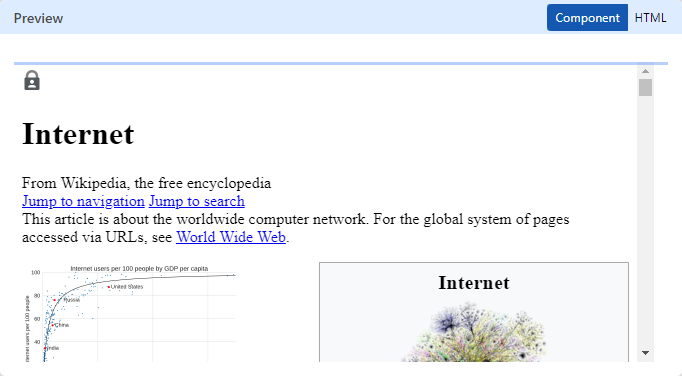 Preview
Component
HTML
Internet
From Wikipedia, the free encyclopedia
Jump to navigation Jump to search
This article is about the worldwide computer network. For the global system of pages
accessed via URLs, see World Wide Web.
Internet users per 100 people by GDP per capita
100
United States
80
Russia
60
China
40
India
internet users per 100 people
Internet